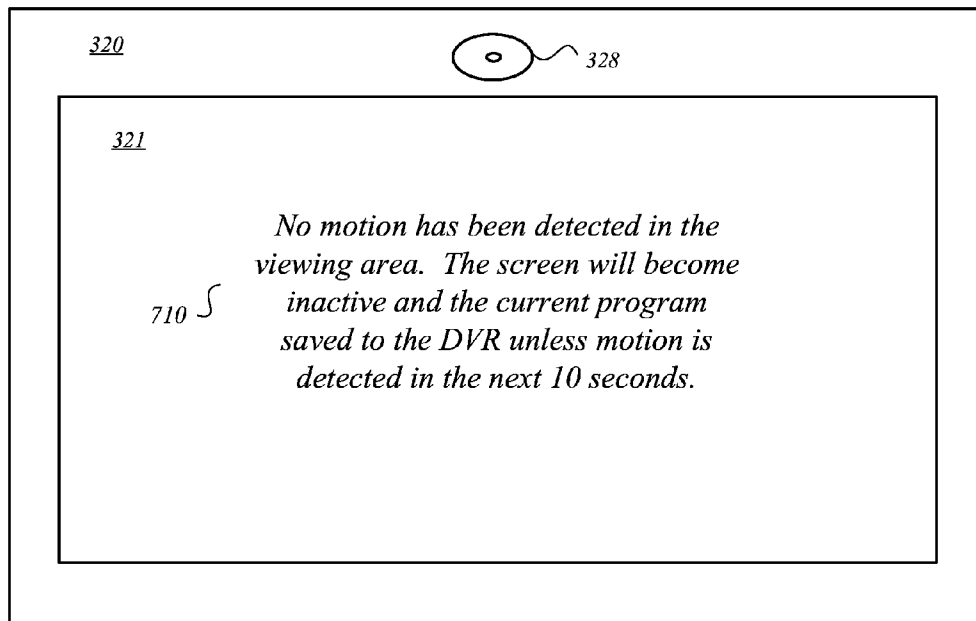 320
328
321
No motion has been detected in the
viewing area.  The screen will become
inactive and the current program
710
saved to the DVR unless motion is
detected in the next 10 seconds.